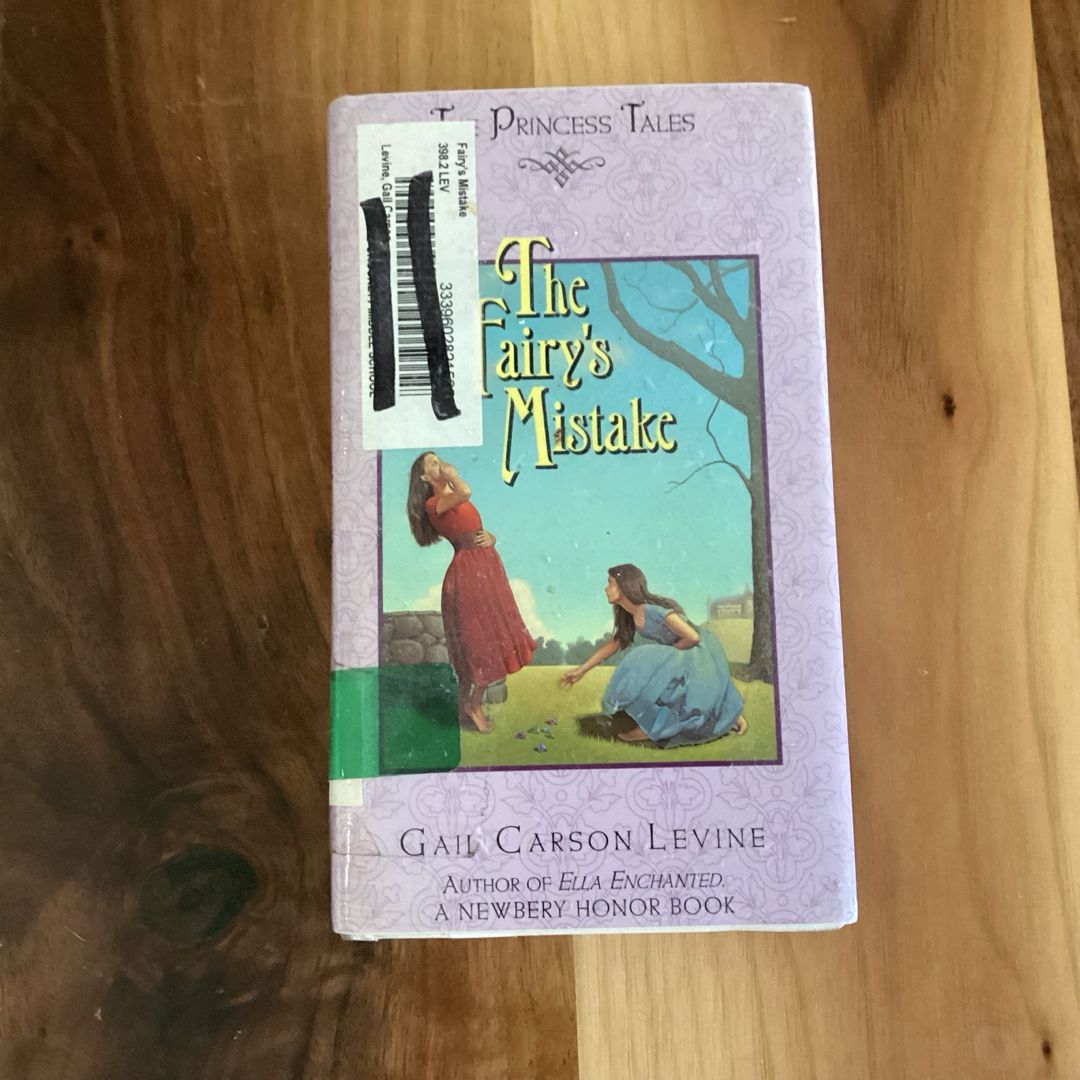 The Princess Tales
Fairy's Mistake
398.2 LEV
Levine, Gail
The
Fairy's
Mistake
GAIL CARSON LEVINE
AUTHOR OF ELLA ENCHANTED,
A NEWBERY HONOR BOOK